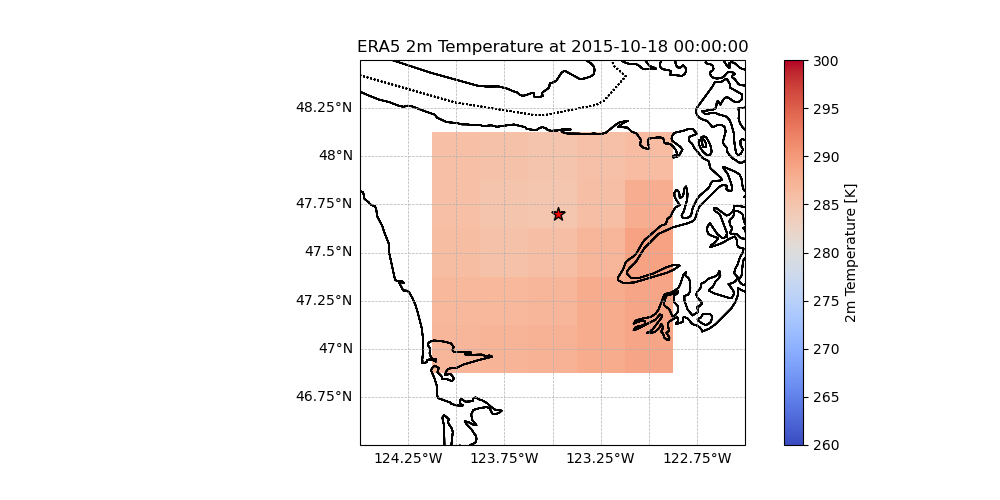 ERA5 2m Temperature at 2015-10-18 00:00:00
48.25°N
48°N
47.75°N
47.5°N
47.25°N
47°N
46.75°N
124.25°W 123.75°W 123.25°W 122.75°W
300
295
290
285
280
275
270
265
260
2m Temperature [K]